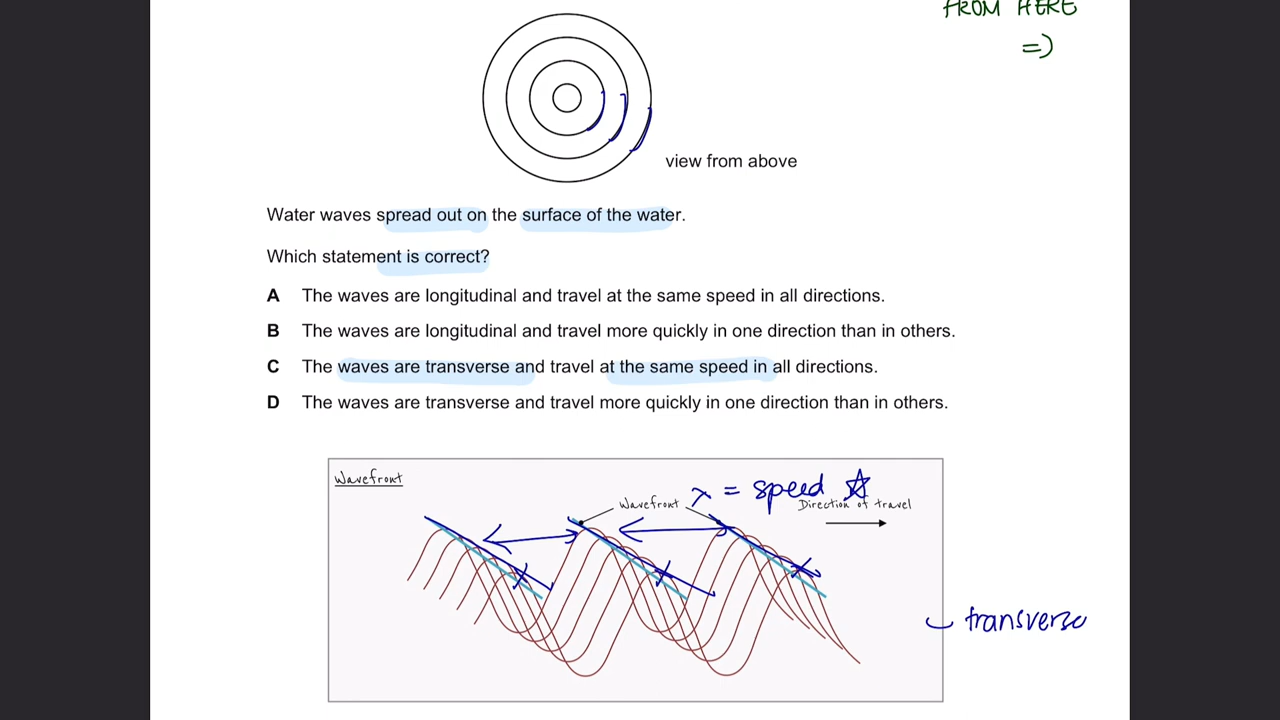 FROM HERE
=)
view from above
Water waves spread out on the surface of the water.
Which statement is correct?
A The waves are longitudinal and travel at the same speed in all directions.
B The waves are longitudinal and travel more quickly in one direction than in others.
C The waves are transverse and travel at the same speed in all directions.
D The waves are transverse and travel more quickly in one direction than in others.
Wavefront
Wavefront
= speed
Direction of travel
transverse